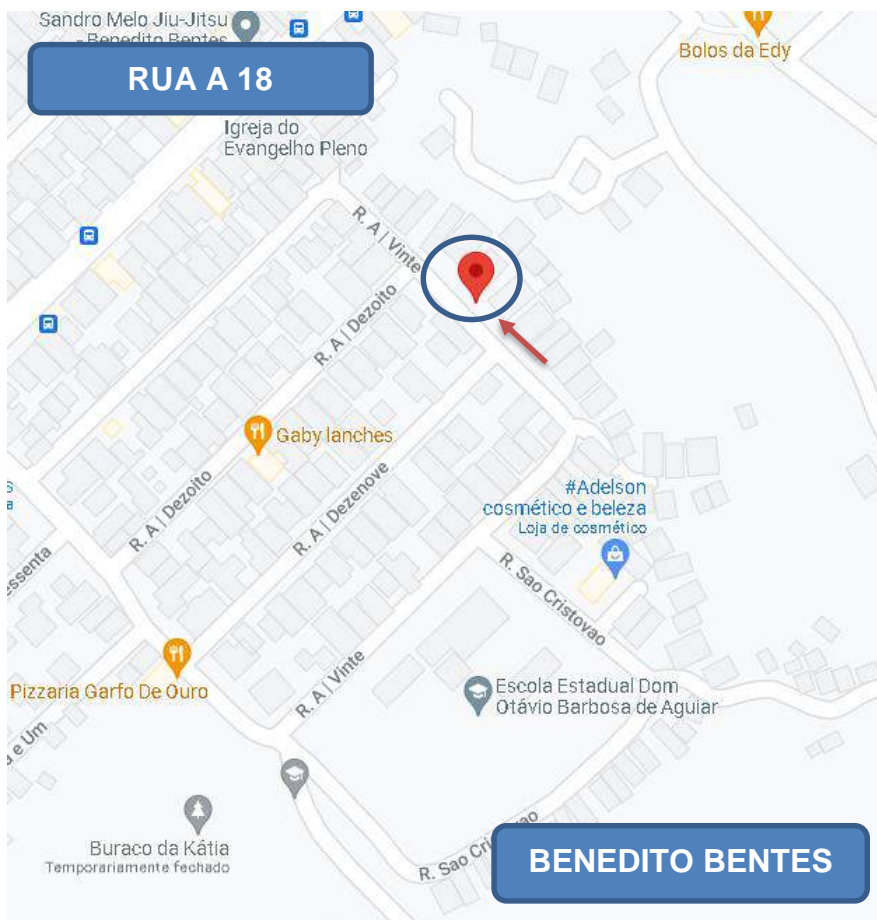 Sandro Melo Jiu-Jitsu
- Benedito Bentes
RUA A 18
Bolos da Edy
Igreja do
Evangelho Pleno
R. A | Vinte
R. A | Dezoito
Gaby lanches
R. A | Dezoito
R. A | Dezenove
#Adelson
cosmético e beleza
Loja de cosmético
essenta
R. Sao Cristovao
Pizzaria Garfo De Ouro
R. A | Vinte
Escola Estadual Dom
Otávio Barbosa de Aguiar
a e Um
Buraco da Kátia
Temporariamente fechado
R. Sao Cri
ao
BENEDITO BENTES